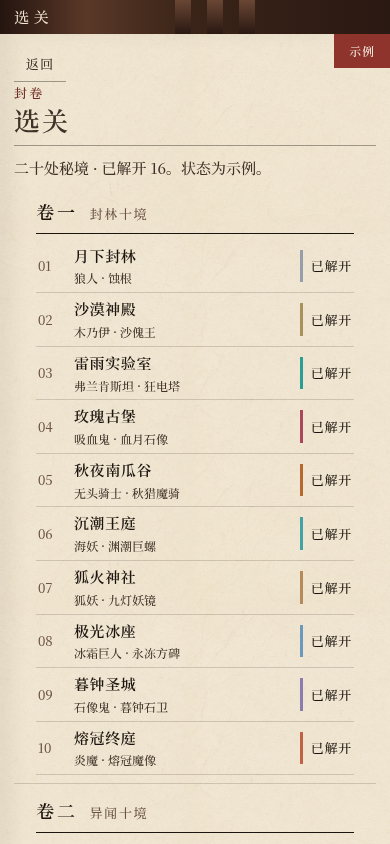 选关
示例
返回
封卷
选关
二十处秘境 · 已解开 16。状态为示例。
卷一 封林十境
01 月下封林 已解开
狼人 · 蚀根
02 沙漠神殿 已解开
木乃伊 · 沙傀王
03 雷雨实验室 已解开
弗兰肯斯坦 · 狂电塔
04 玫瑰古堡 已解开
吸血鬼 · 血月石像
05 秋夜南瓜谷 已解开
无头骑士 · 秋猎魔骑
06 沉潮王庭 已解开
海妖 · 渊潮巨螺
07 狐火神社 已解开
狐妖 · 九灯妖镜
08 极光冰座 已解开
冰霜巨人 · 永冻方碑
09 暮钟圣城 已解开
石像鬼 · 暮钟石卫
10 熔冠终庭 已解开
炎魔 · 熔冠魔像
卷二 异闻十境